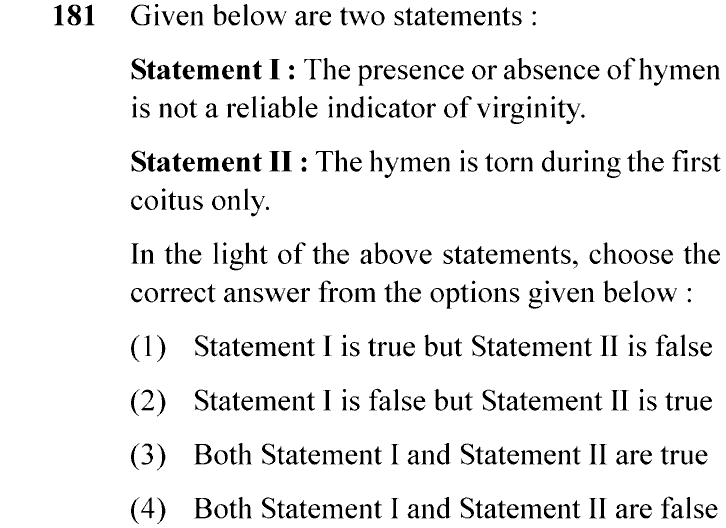 181 Given below are two statements :
Statement I : The presence or absence of hymen
is not a reliable indicator of virginity.
Statement II : The hymen is torn during the first
coitus only.
In the light of the above statements, choose the
correct answer from the options given below :
(1) Statement I is true but Statement II is false
(2) Statement I is false but Statement II is true
(3) Both Statement I and Statement II are true
(4) Both Statement I and Statement II are false